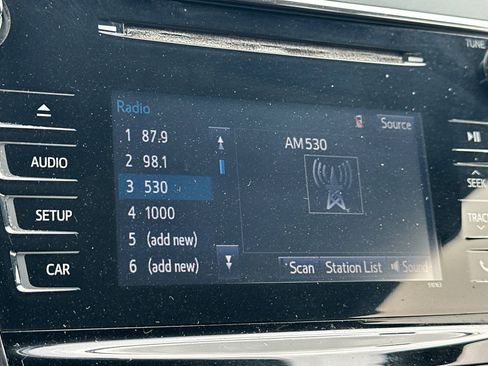 TUNE
Radio
Source
1 87.9
AM 530
2 98.1
AUDIO
3 530
SEEK
SETUP
4 1000
TRACK
5 (add new)
CAR
6 (add new)
Scan Station List Sound